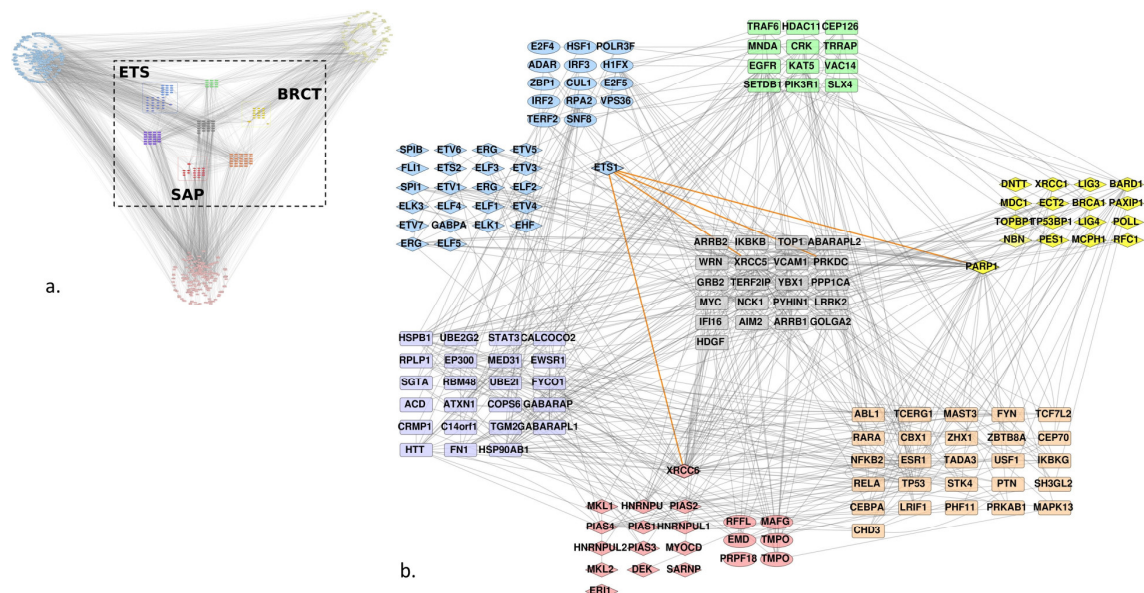 ETS
BRCT
SAP
a.
E2F4 HSF1 POLR3F
ADAR IRF3 H1FX
ZBP1 CUL1 E2F5
IRF2 RPA2 VPS36
TERF2 SNF8
TRAF6 HDAC11 CEP126
MNDA CRK TRRAP
EGFR KAT5 VAC14
SETDB1 PIK3R1 SLX4
SPIB ETV6 ERG ETV5
FLI1 ETS2 ELF3 ETV3
SPI1 ETV1 ERG ELF2
ELK3 ELF4 ELF1 ETV4
ETV7 GABPA ELK1 EHF
ERG ELF5
ETS1
DNTT XRCC1 LIG3 BARD1
MDC1 ECT2 BRCA1 PAXIP1
TOPBP1 TP53BP1 LIG4 POLL
NBN PES1 MCPH1 RFC1
PARP1
ARRB2 IKBKB TOP1 ABARAPL2
WRN XRCC5 VCAM1 PRKDC
GRB2 TERF2IP YBX1 PPP1CA
MYC NCK1 PYHIN1 LRRK2
IFI16 AIM2 ARRB1 GOLGA2
HDGF
HSPB1 UBE2G2 STAT3 CALCOCO2
RPLP1 EP300 MED31 EWSR1
SGTA RBM48 UBE2I FYCO1
ACD ATXN1 COPS6 GABARAP
CRMP1 C14orf1 TGM2 GABARAPL1
HTT FN1 HSP90AB1
ABL1 TCERG1 MAST3 FYN TCF7L2
RARA CBX1 ZHX1 ZBTB8A CEP70
NFKB2 ESR1 TADA3 USF1 IKBKG
RELA TP53 STK4 PTN SH3GL2
CEBPA LRIF1 PHF11 PRKAB1 MAPK13
CHD3
XRCC6
MKL1 HNRNPU PIAS2
PIAS4 PIAS1 HNRNPUL1
HNRNPUL2 PIAS3 MYOCD
MKL2 DEK SARNP
ERI1
RFFL MAFG
EMD TMPO
PRPF18 TMPO
b.